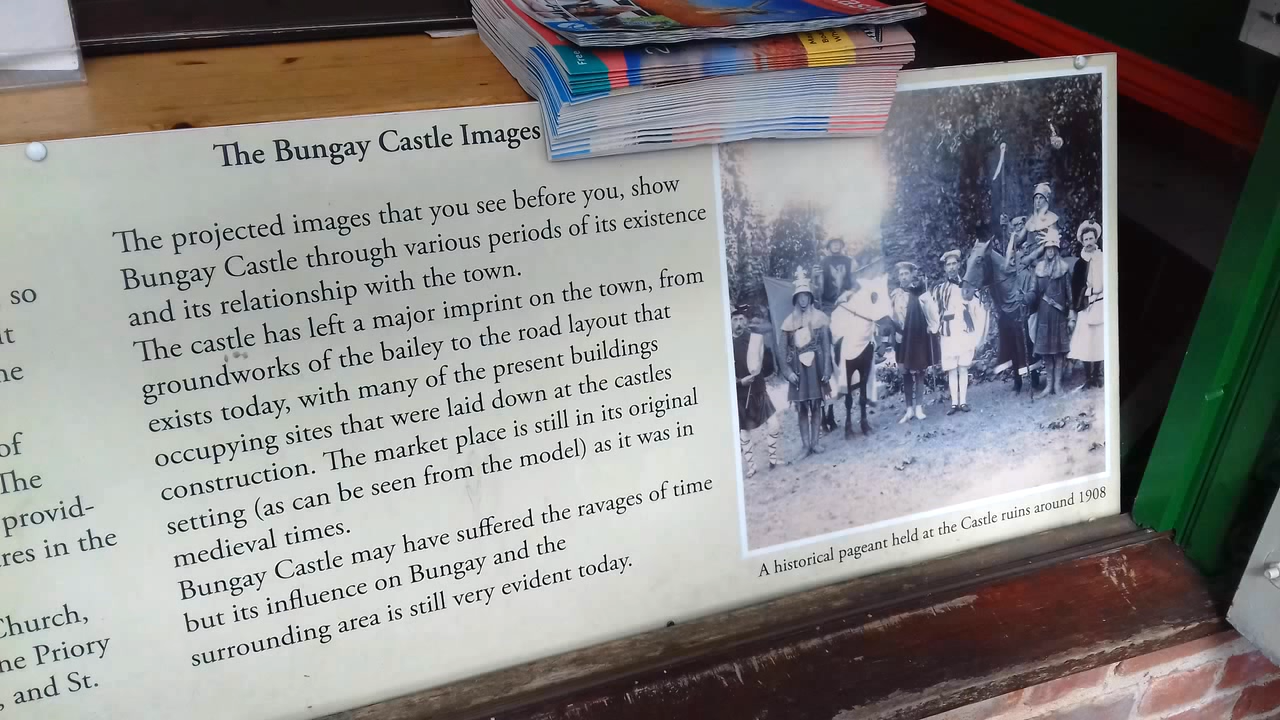 The Bungay Castle Images
The projected images that you see before you, show
Bungay Castle through various periods of its existence
and its relationship with the town.
The castle has left a major imprint on the town, from
groundworks of the bailey to the road layout that
exists today, with many of the present buildings
occupying sites that were laid down at the castles
construction. The market place is still in its original
setting (as can be seen from the model) as it was in
medieval times.
Bungay Castle may have suffered the ravages of time
but its influence on Bungay and the
surrounding area is still very evident today.
A historical pageant held at the Castle ruins around 1908
so
of
The
provid-
in the
Church,
Priory
, and St.